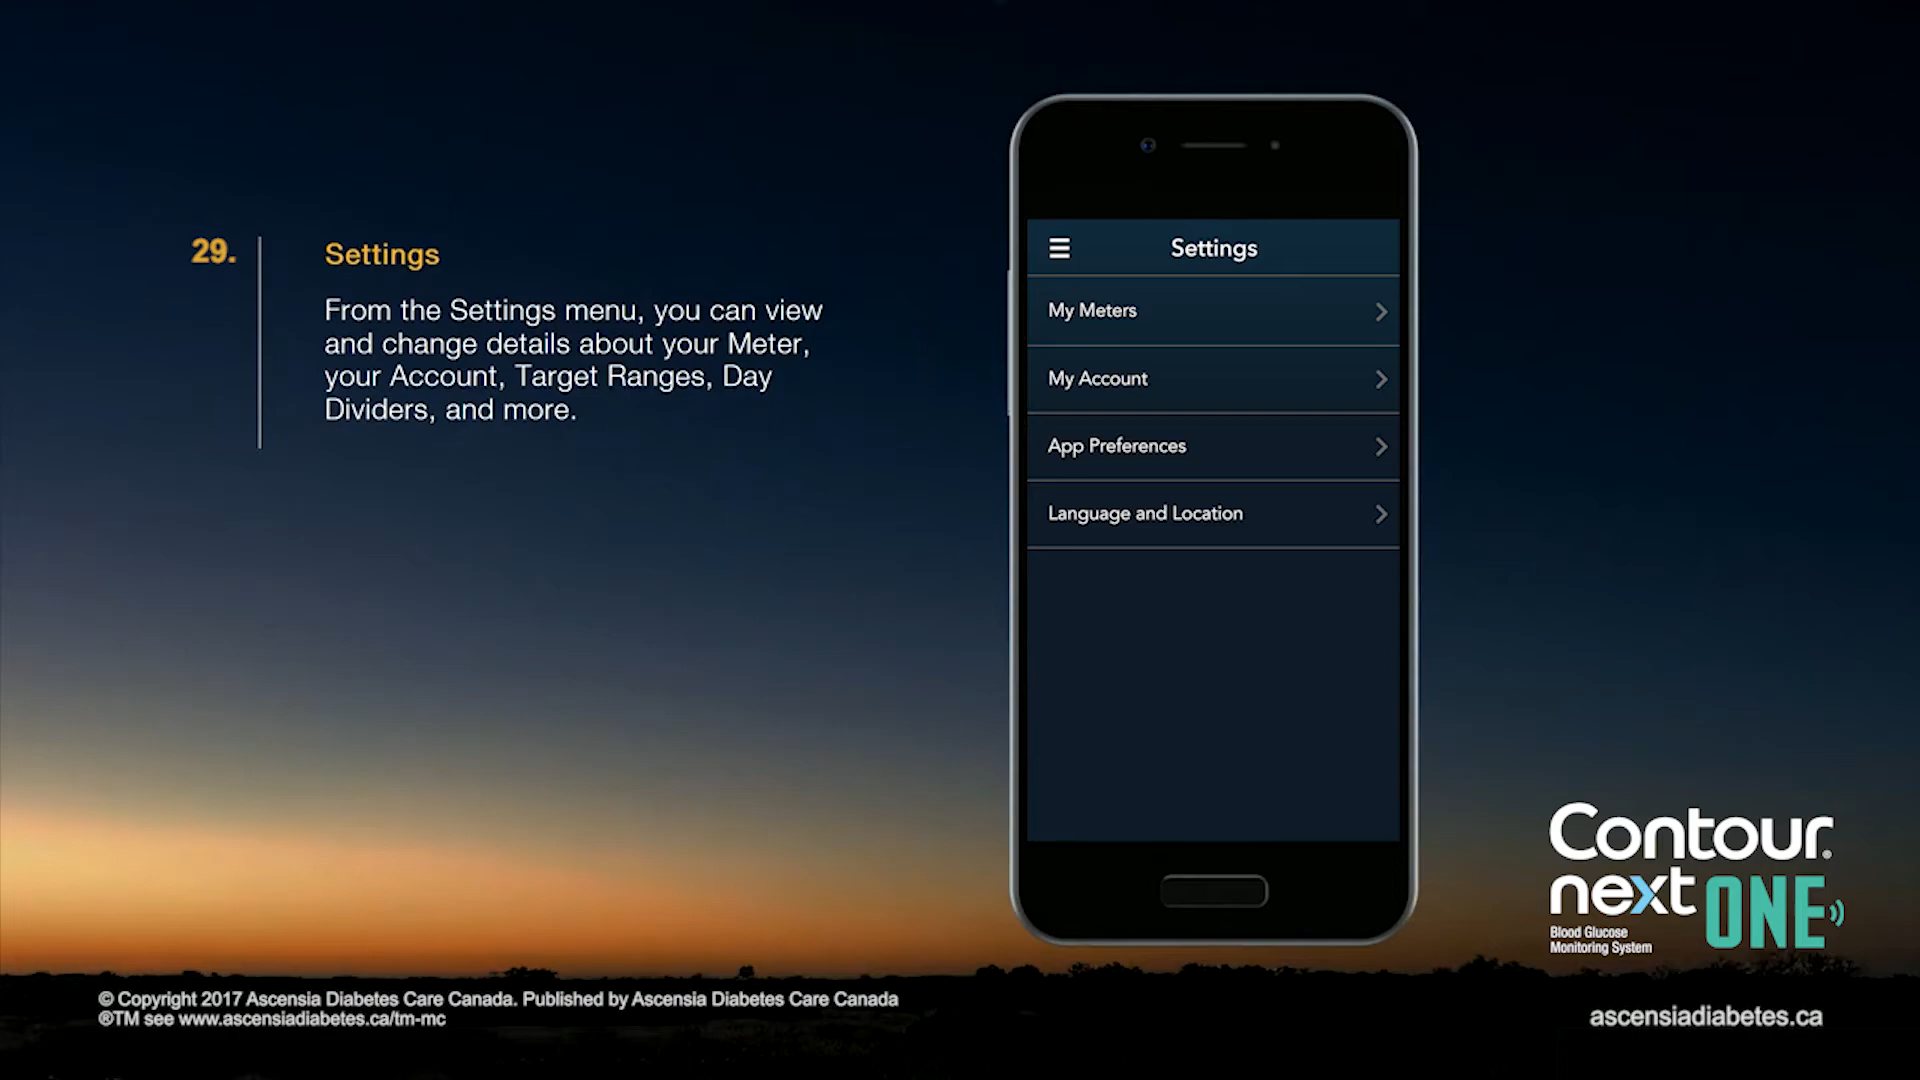 29.
Settings
From the Settings menu, you can view
and change details about your Meter,
your Account, Target Ranges, Day
Dividers, and more.
Settings
My Meters
My Account
App Preferences
Language and Location
Contour®
next ONE
Blood Glucose
Monitoring System
© Copyright 2017 Ascensia Diabetes Care Canada. Published by Ascensia Diabetes Care Canada
®TM see www.ascensiadiabetes.ca/tm-mc
ascensiadiabetes.ca